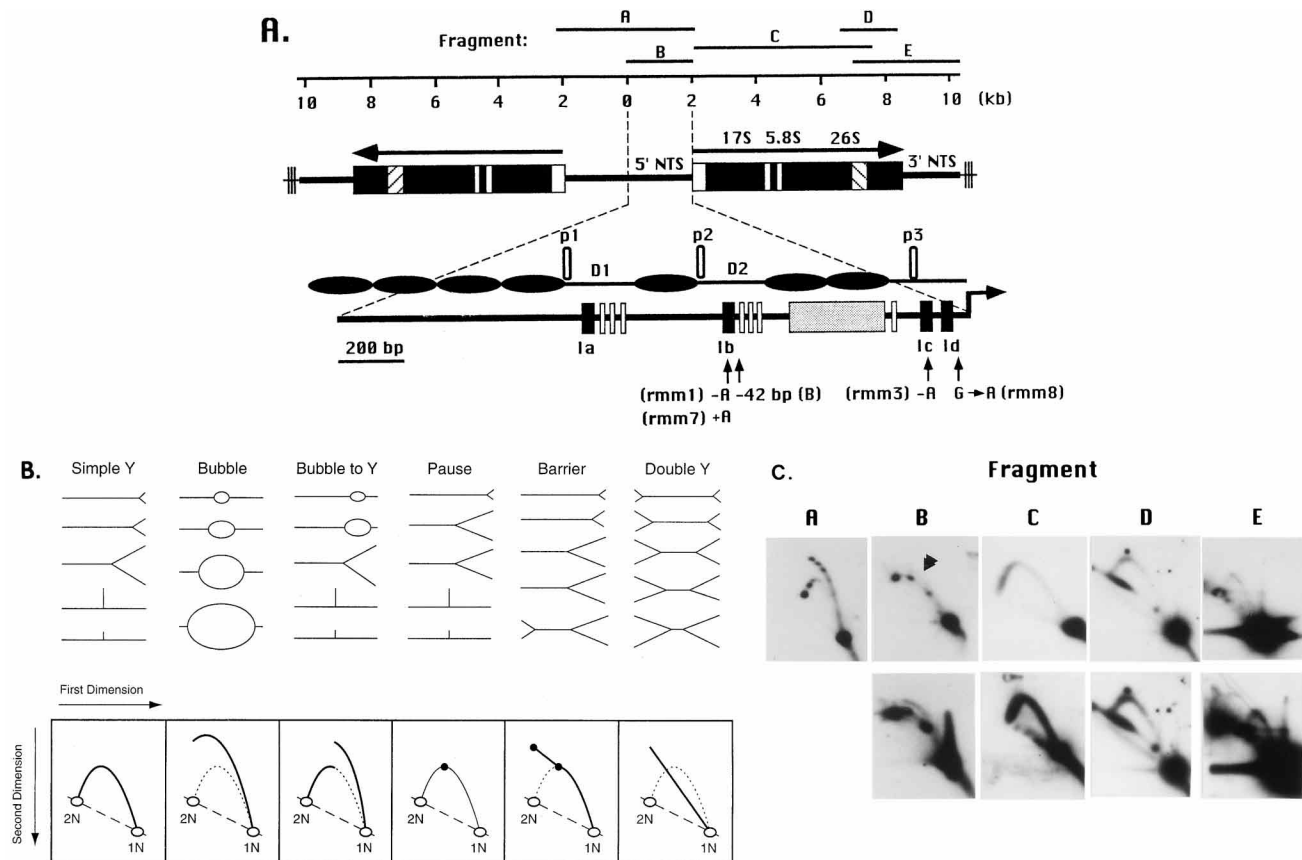 A.
Fragment:
A
B
C
D
E
10 8 6 4 2 0 2 4 6 8 10 (kb)
17S 5.8S 26S
5' NTS
3' NTS
p1 p2 p3
D1 D2
Ia Ib Ic Id
200 bp
(rmm1) -A -42 bp (B) (rmm3) -A G→A (rmm8)
(rmm7) +A
B.
Simple Y Bubble Bubble to Y Pause Barrier Double Y
First Dimension
Second Dimension
2N 1N 2N 1N 2N 1N 2N 1N 2N 1N 2N 1N
C.
Fragment
A B C D E